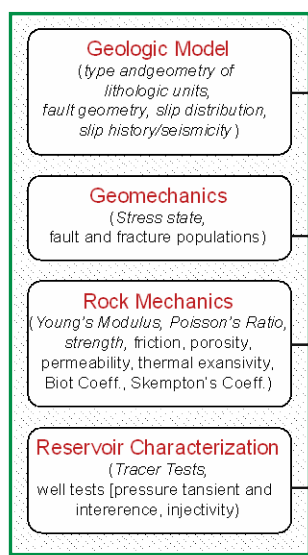 Geologic Model
(type andgeometry of
lithologic units,
fault geometry, slip distribution,
slip history/seismicity)
Geomechanics
(Stress state,
fault and fracture populations)
Rock Mechanics
(Young's Modulus, Poisson's Ratio,
strength, friction, porosity,
permeability, thermal exansivity,
Biot Coeff., Skempton's Coeff.)
Reservoir Characterization
(Tracer Tests,
well tests [pressure tansient and
intererence, injectivity)